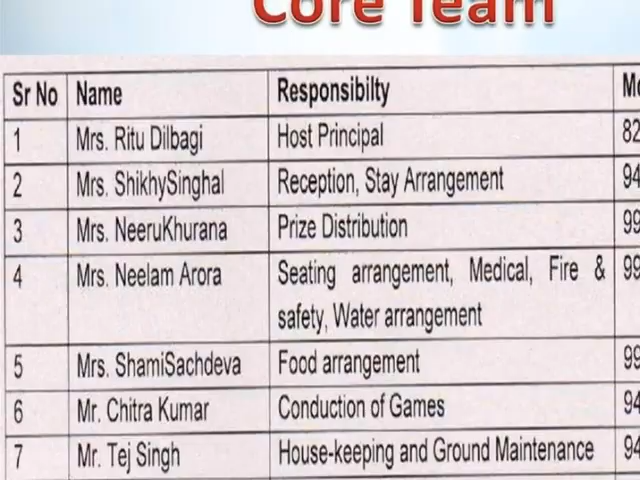 Core Team
Sr No Name Responsibilty
1 Mrs. Ritu Dilbagi Host Principal 82
2 Mrs. ShikhySinghal Reception, Stay Arrangement 94
3 Mrs. NeeruKhurana Prize Distribution 99
4 Mrs. Neelam Arora Seating arrangement, Medical, Fire & 99
safety, Water arrangement
5 Mrs. ShamiSachdeva Food arrangement 99
6 Mr. Chitra Kumar Conduction of Games 94
7 Mr. Tej Singh House-keeping and Ground Maintenance 94